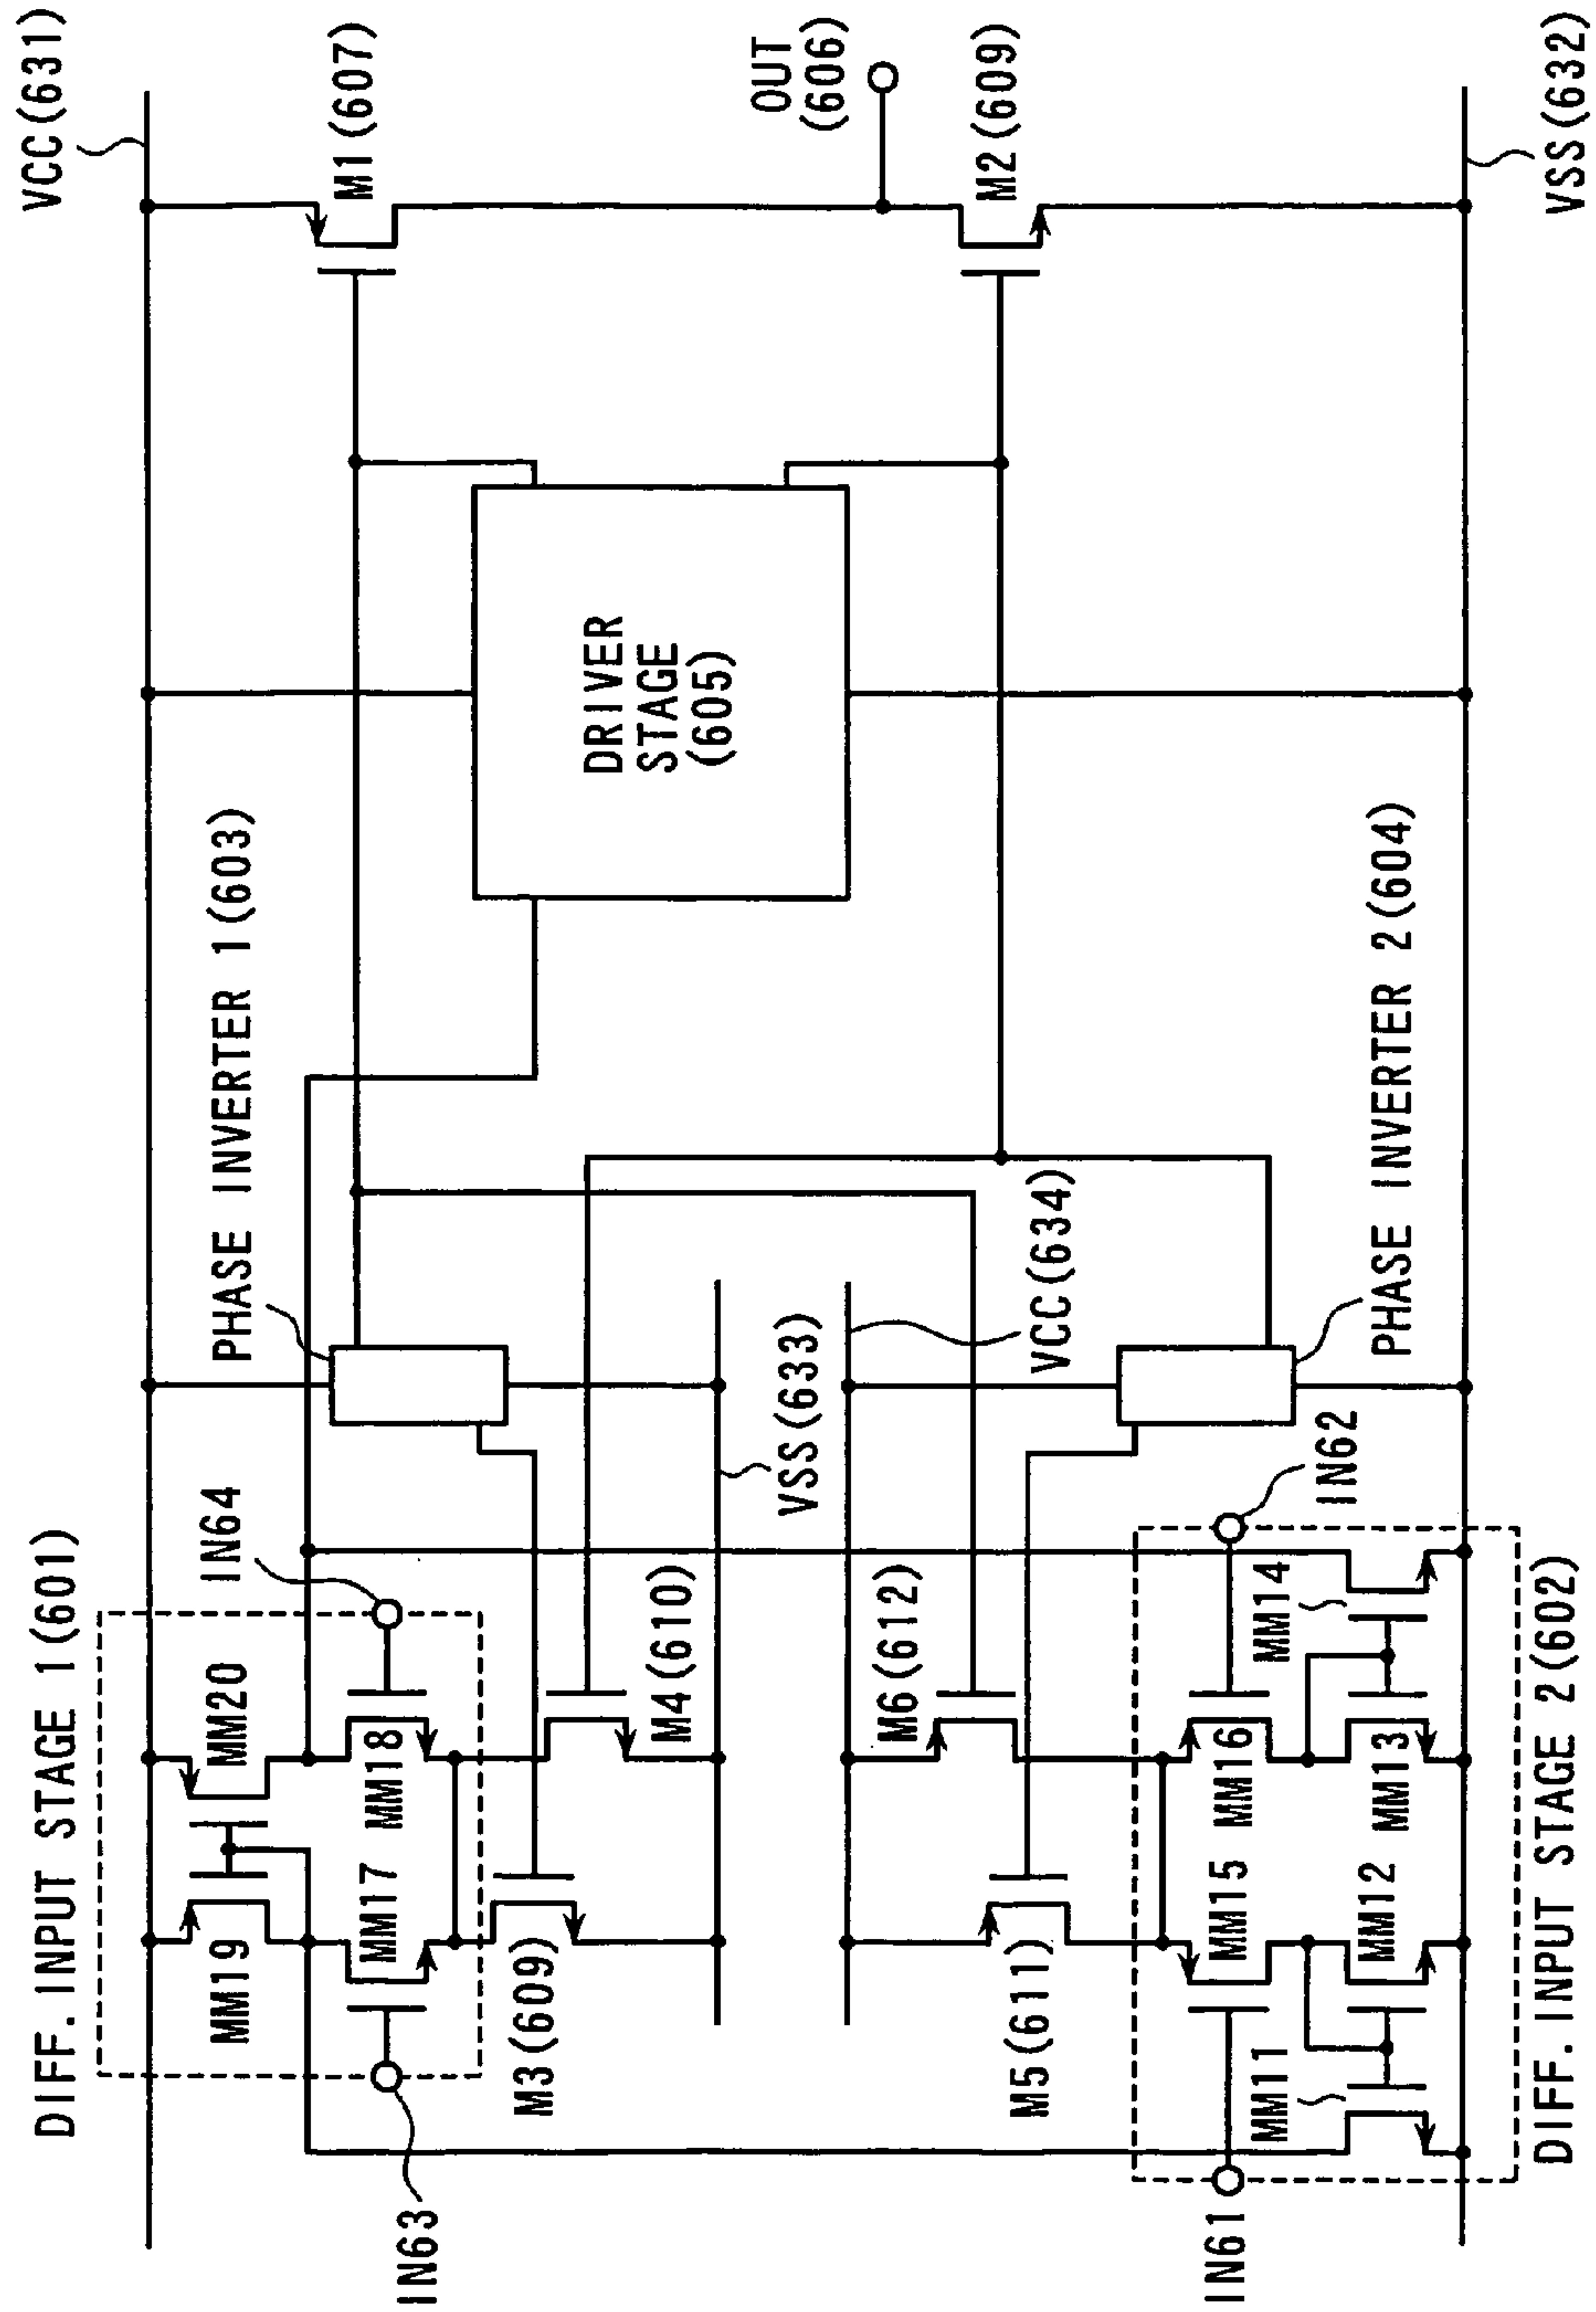 DIFF. INPUT STAGE 1(601)
VCC(631)
PHASE INVERTER 1(603)
IN64
MM20
MM19
MM18
MM17
IN63
M1(607)
M3(609)
M4(610)
DRIVER
STAGE
(605)
OUT
(606)
VSS(633)
M6(612)
M5(611)
M2(609)
VCC(634)
IN61
MM15
MM16
MM11
MM14
IN62
MM12
MM13
PHASE INVERTER 2(604)
DIFF. INPUT STAGE 2(602)
VSS(632)